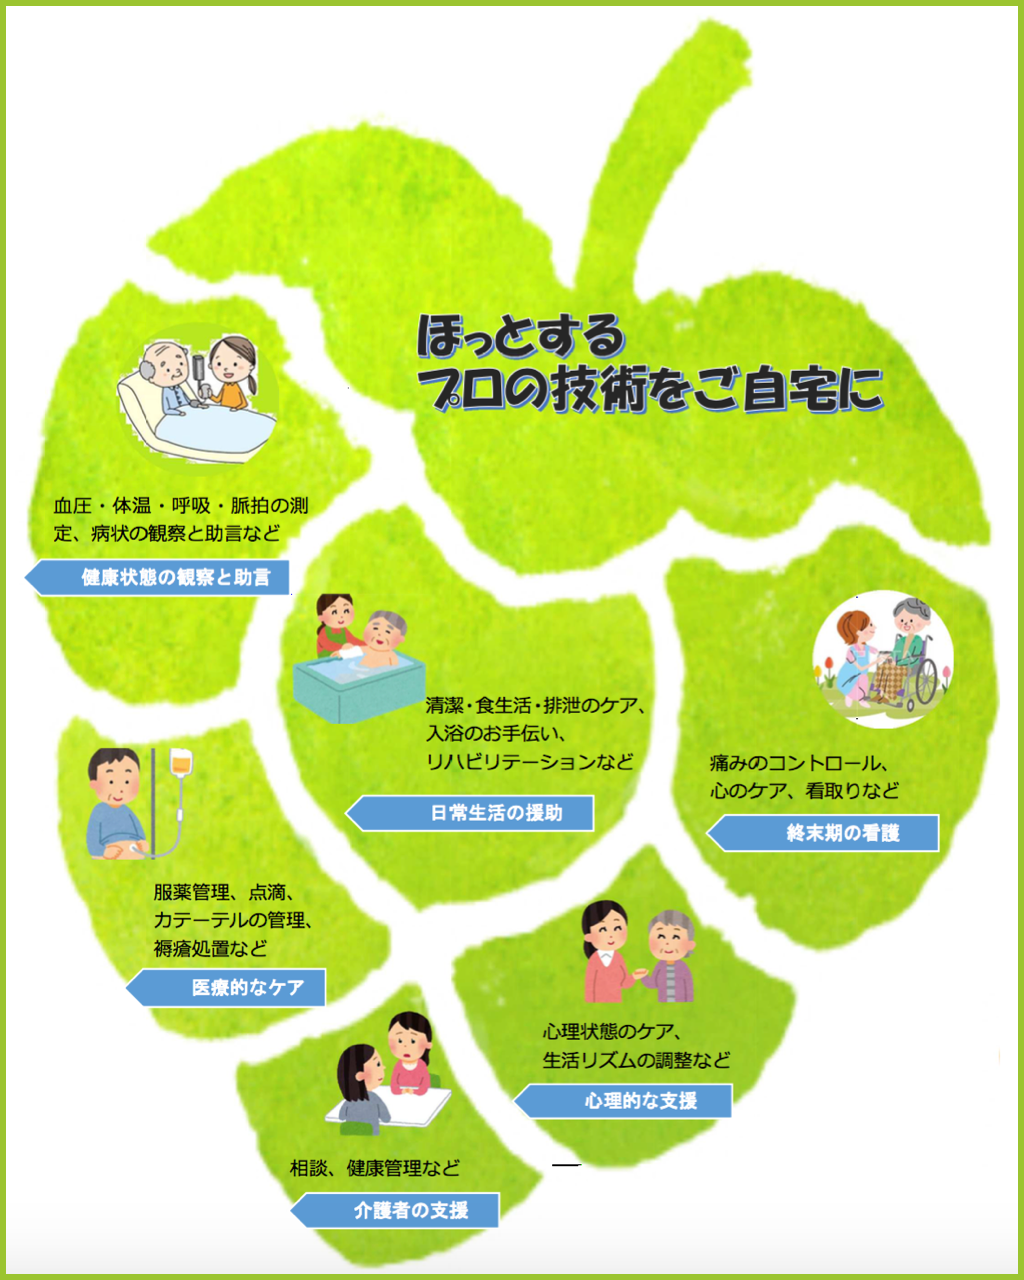 ほっとする
プロの技術をご自宅に
血圧・体温・呼吸・脈拍の測
定、病状の観察と助言など
健康状態の観察と助言
清潔・食生活・排泄のケア、
入浴のお手伝い、
リハビリテーションなど
日常生活の援助
痛みのコントロール、
心のケア、看取りなど
終末期の看護
服薬管理、点滴、
カテーテルの管理、
褥瘡処置など
医療的なケア
心理状態のケア、
生活リズムの調整など
心理的な支援
相談、健康管理など
介護者の支援